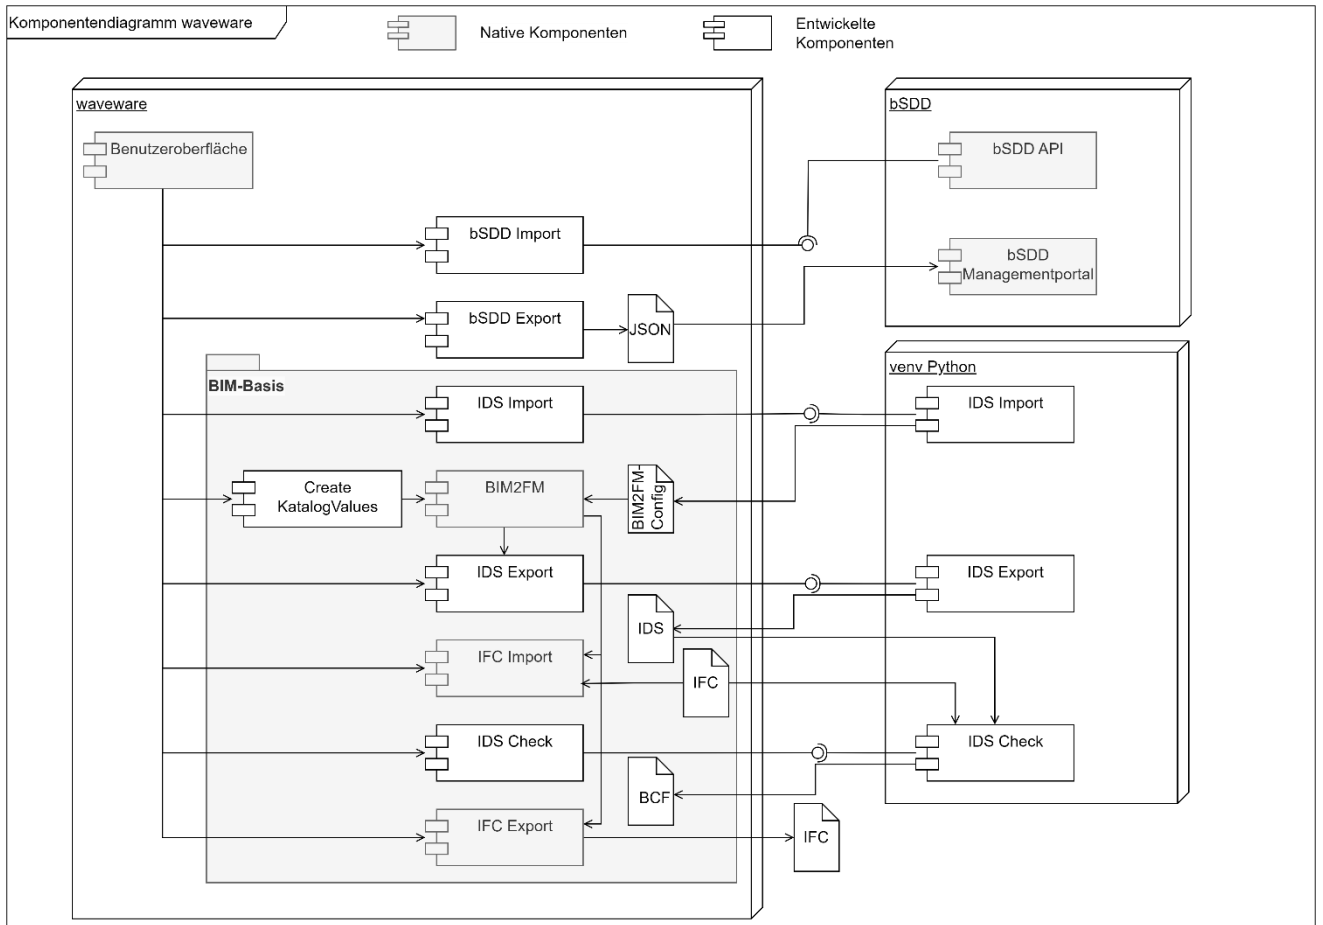 Komponentendiagramm waveware
Native Komponenten
Entwickelte
Komponenten
waveware
bSDD
Benutzeroberfläche
bSDD API
bSDD Import
bSDD
Managementportal
bSDD Export
JSON
BIM-Basis
venv Python
IDS Import
IDS Import
Create
KatalogValues
BIM2FM
BIM2FM-
Config
IDS Export
IDS Export
IDS
IFC Import
IFC
IDS Check
IDS Check
BCF
IFC Export
IFC